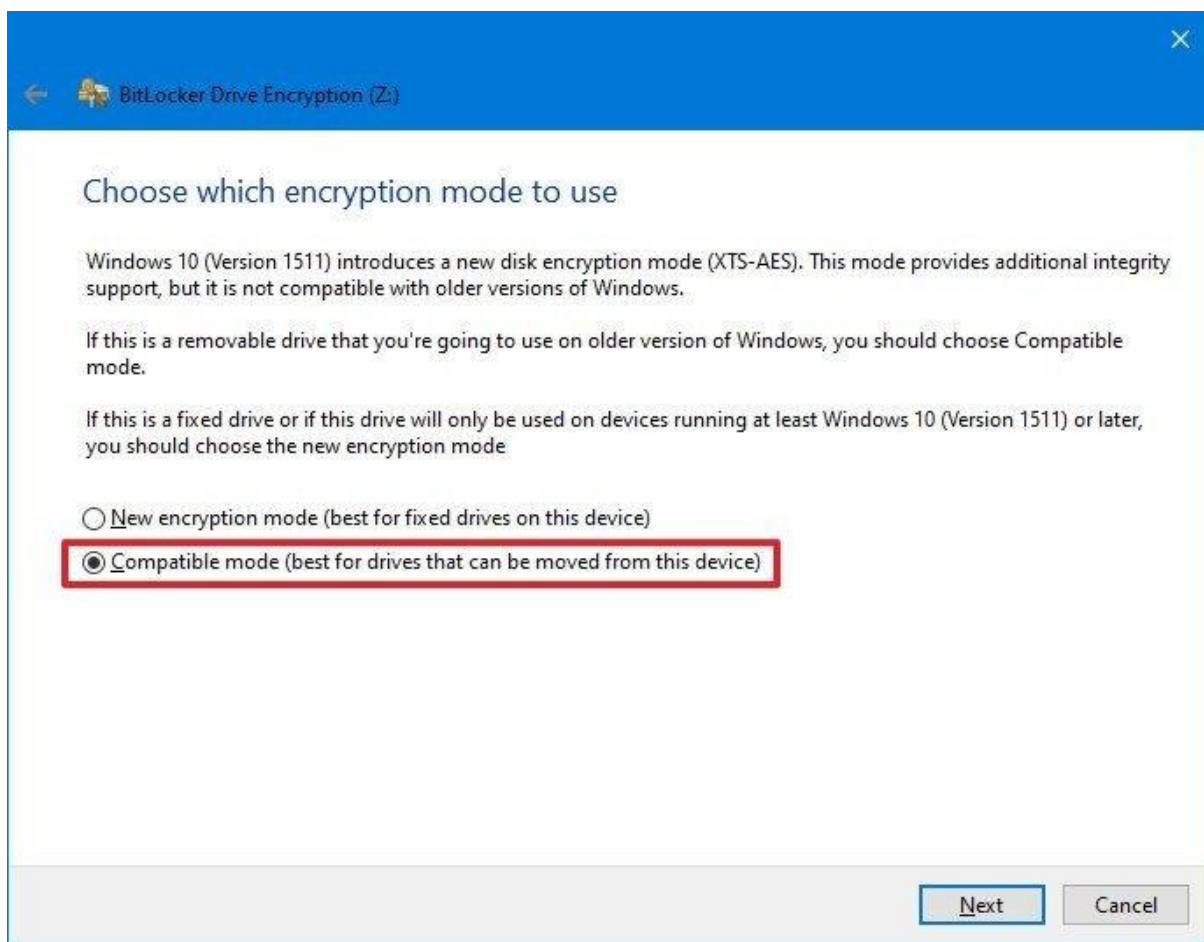 BitLocker Drive Encryption (Z:)
Choose which encryption mode to use
Windows 10 (Version 1511) introduces a new disk encryption mode (XTS-AES). This mode provides additional integrity
support, but it is not compatible with older versions of Windows.
If this is a removable drive that you're going to use on older version of Windows, you should choose Compatible
mode.
If this is a fixed drive or if this drive will only be used on devices running at least Windows 10 (Version 1511) or later,
you should choose the new encryption mode
New encryption mode (best for fixed drives on this device)
Compatible mode (best for drives that can be moved from this device)
Next Cancel